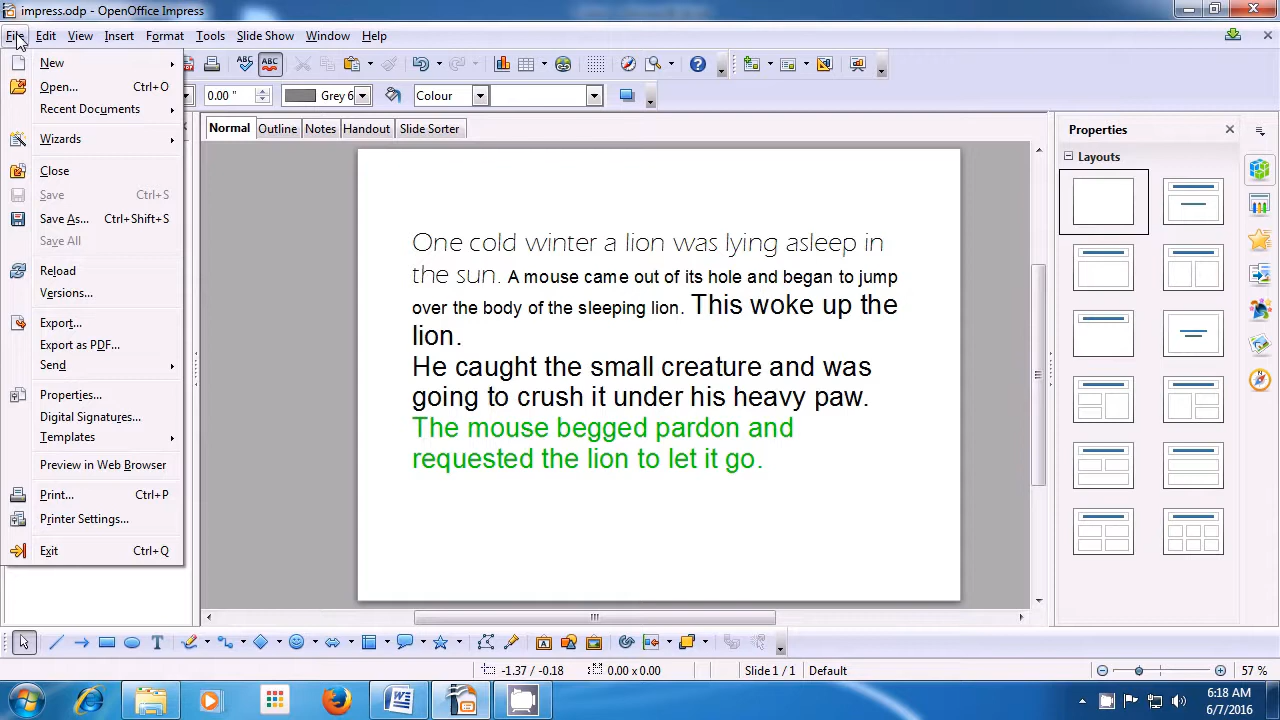 impress.odp - OpenOffice Impress
File Edit View Insert Format Tools Slide Show Window Help
New
Open... Ctrl+O
Recent Documents
Wizards
Close
Save Ctrl+S
Save As... Ctrl+Shift+S
Save All
Reload
Versions...
Export...
Export as PDF...
Send
Properties...
Digital Signatures...
Templates
Preview in Web Browser
Print... Ctrl+P
Printer Settings...
Exit Ctrl+Q
ABC ABC
0.00 " Grey 6 Colour
Normal Outline Notes Handout Slide Sorter
One cold winter a lion was lying asleep in
the sun. A mouse came out of its hole and began to jump
over the body of the sleeping lion. This woke up the
lion.
He caught the small creature and was
going to crush it under his heavy paw.
The mouse begged pardon and
requested the lion to let it go.
Properties
Layouts
-1.37 / -0.18 0.00 x 0.00 Slide 1 / 1 Default 57 %
6:18 AM
6/7/2016